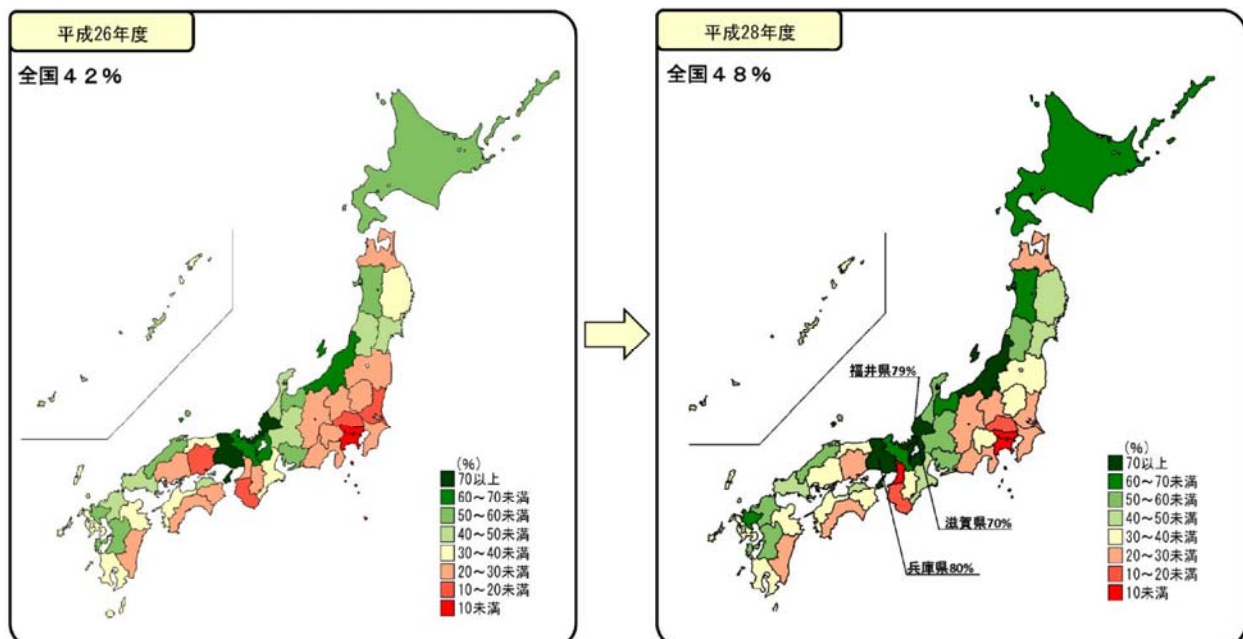 平成26年度
全国４２%
(%)
70以上
60～70未満
50～60未満
40～50未満
30～40未満
20～30未満
10～20未満
10未満
平成28年度
全国４８%
福井県79%
滋賀県70%
兵庫県80%
(%)
70以上
60～70未満
50～60未満
40～50未満
30～40未満
20～30未満
10～20未満
10未満